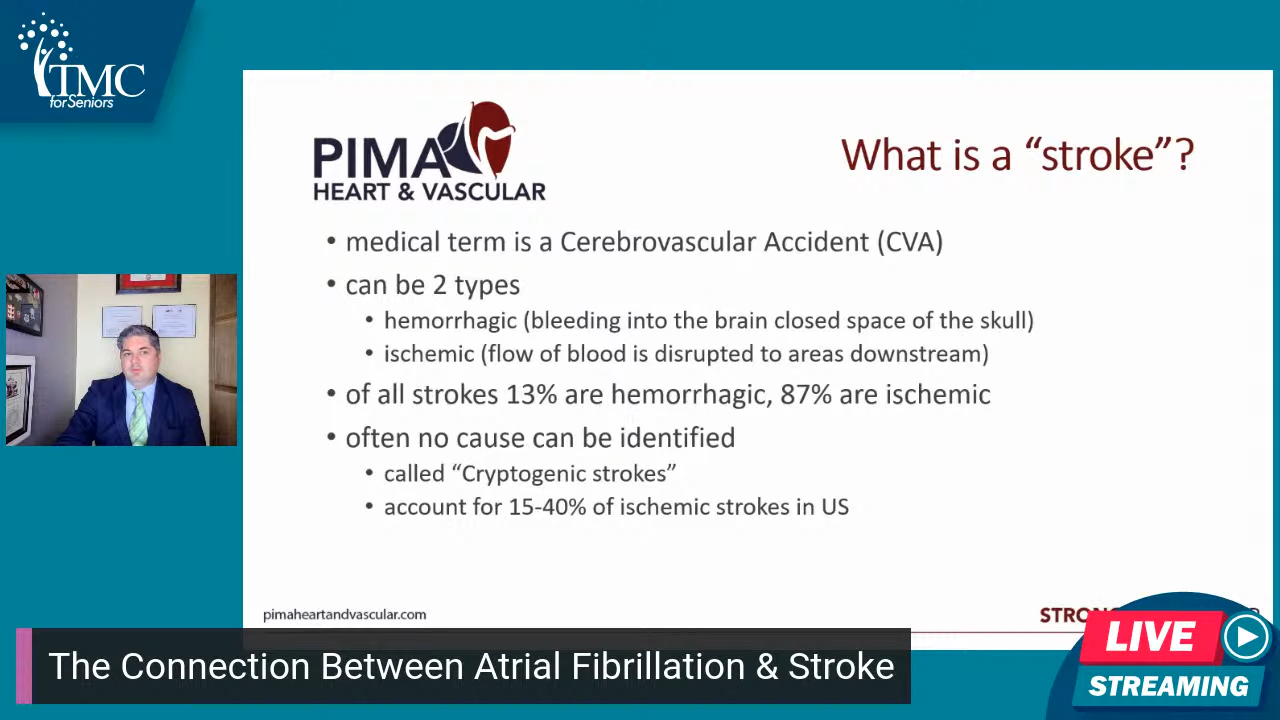 TMC
for Seniors
PIMA
HEART & VASCULAR
What is a “stroke”?
• medical term is a Cerebrovascular Accident (CVA)
• can be 2 types
• hemorrhagic (bleeding into the brain closed space of the skull)
• ischemic (flow of blood is disrupted to areas downstream)
• of all strokes 13% are hemorrhagic, 87% are ischemic
• often no cause can be identified
• called “Cryptogenic strokes”
• account for 15-40% of ischemic strokes in US
pimaheartandvascular.com
The Connection Between Atrial Fibrillation & Stroke
LIVE
STREAMING